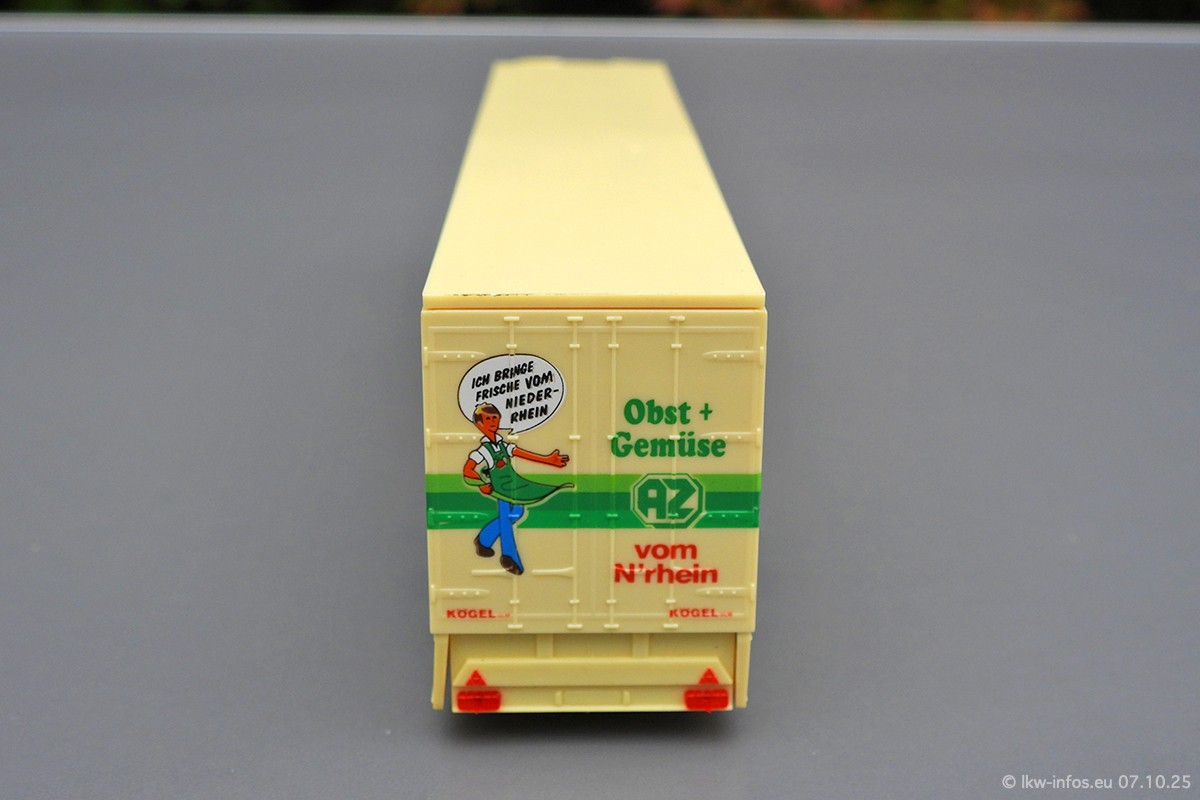 ICH BRINGE
FRISCHE VOM
NIEDER-
RHEIN
Obst +
Gemüse
AZ
vom
N'rhein
KÖGEL
KÖGEL
© lkw-infos.eu 07.10.25